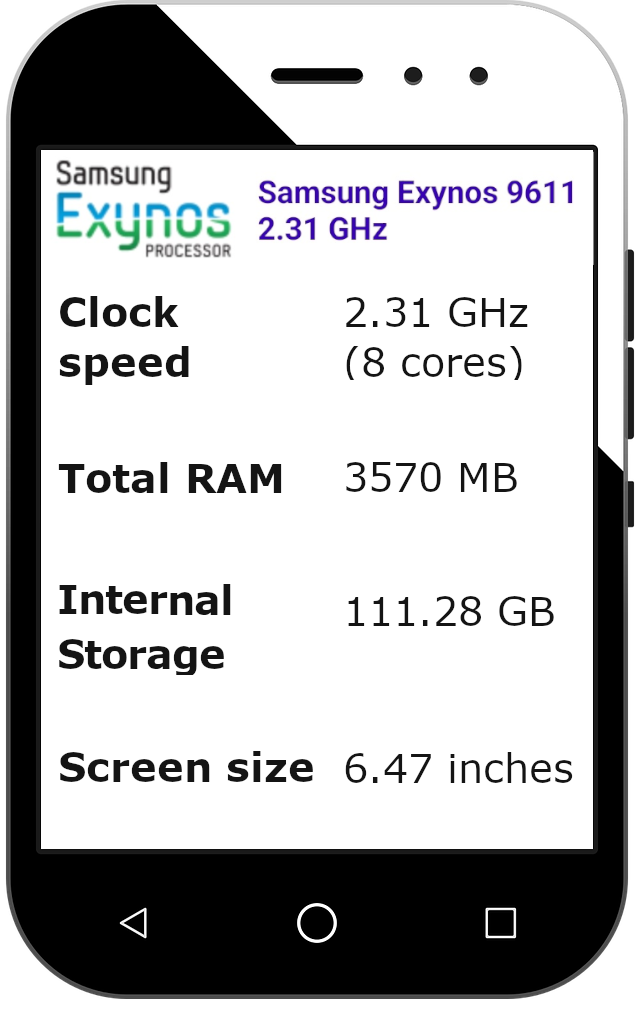 Samsung
Exynos
PROCESSOR
Samsung Exynos 9611
2.31 GHz
Clock speed
2.31 GHz
(8 cores)
Total RAM
3570 MB
Internal Storage
111.28 GB
Screen size
6.47 inches